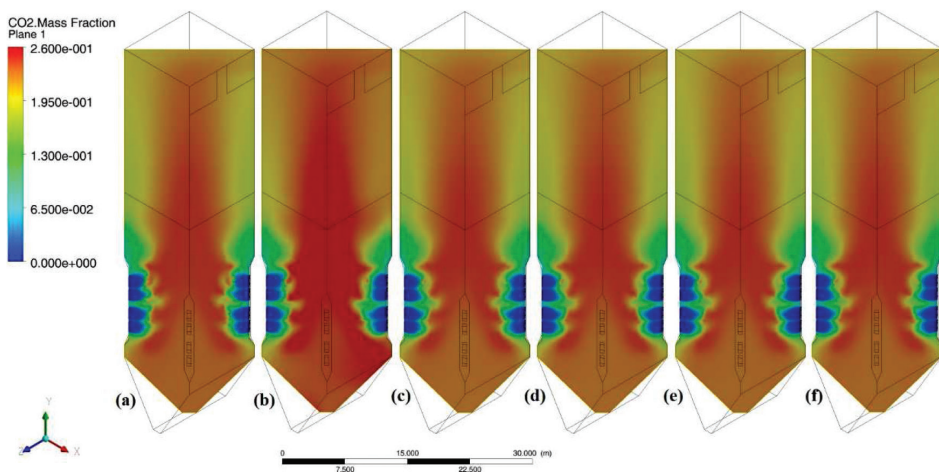 CO2.Mass Fraction
Plane 1
2.600e-001
1.950e-001
1.300e-001
6.500e-002
0.000e+000
(a) (b) (c) (d) (e) (f)
Y
Z X
0 15.000 30.000 (m)
7.500 22.500